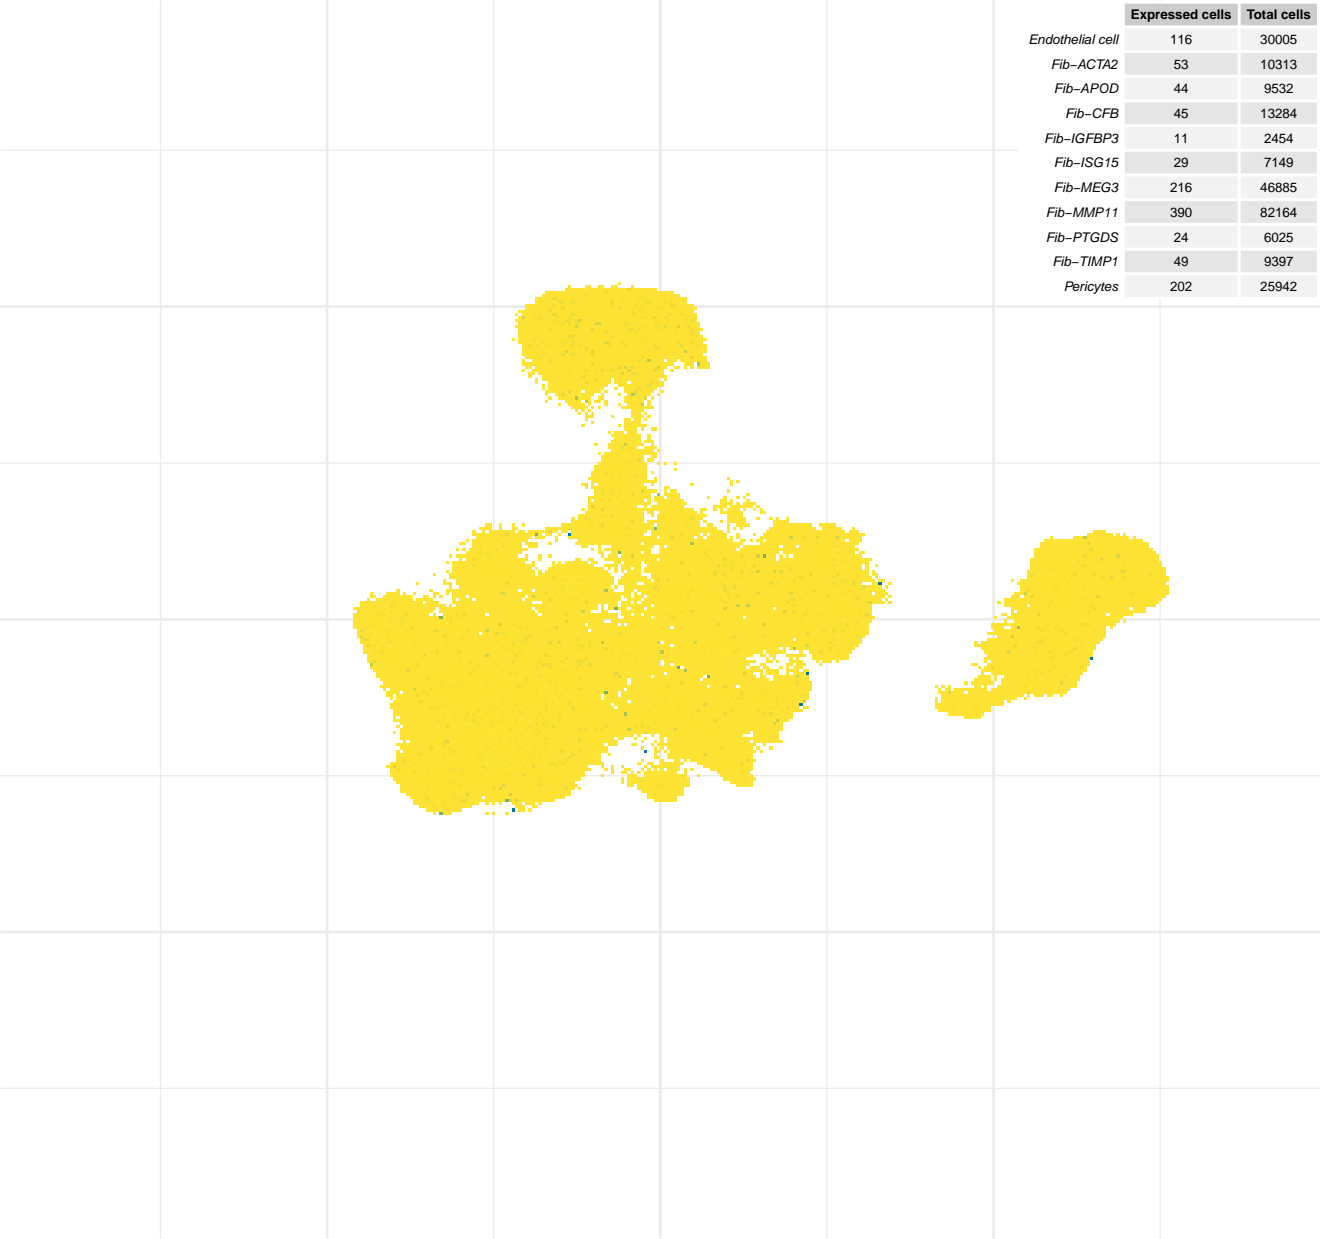 Expressed cells Total cells
Endothelial cell 116 30005
Fib−ACTA2 53 10313
Fib−APOD 44 9532
Fib−CFB 45 13284
Fib−IGFBP3 11 2454
Fib−ISG15 29 7149
Fib−MEG3 216 46885
Fib−MMP11 390 82164
Fib−PTGDS 24 6025
Fib−TIMP1 49 9397
Pericytes 202 25942